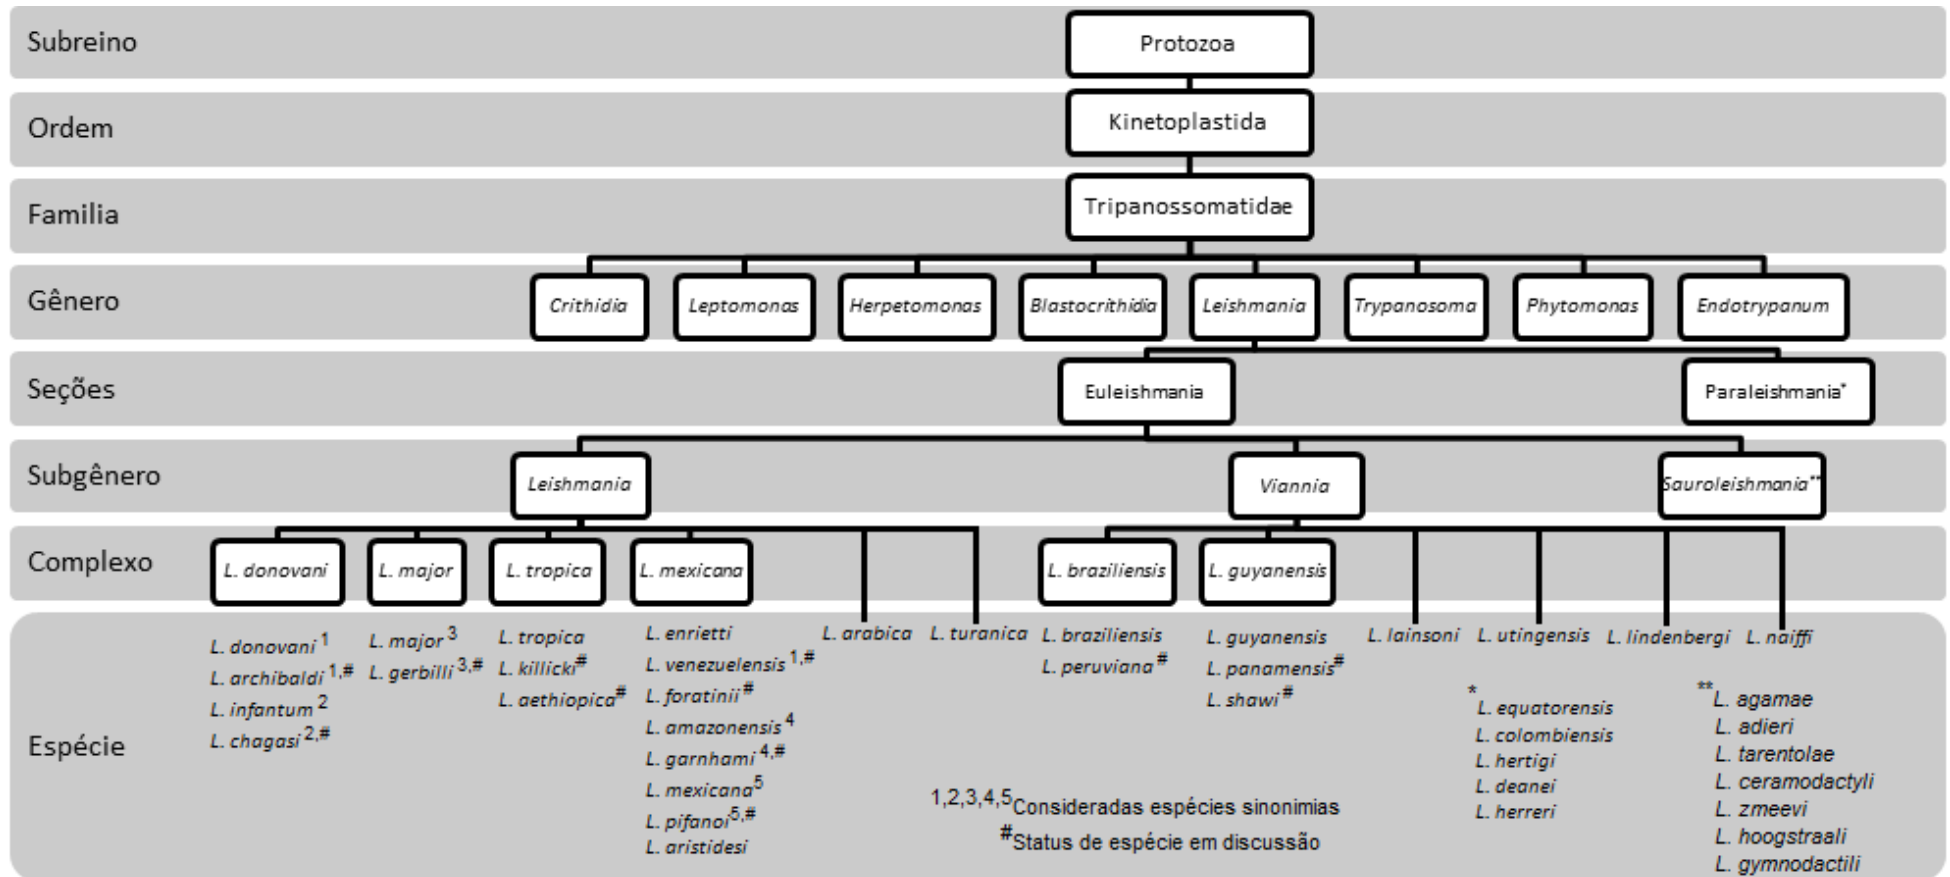 Subreino
Protozoa
Ordem
Kinetoplastida
Familia
Tripanossomatidae
Gênero
Crithidia
Leptomonas
Herpetomonas
Blastocrithidia
Leishmania
Trypanosoma
Phytomonas
Endotrypanum
Seções
Euleishmania
Paraleishmania*
Subgênero
Leishmania
Viannia
Sauroleishmania**
Complexo
L. donovani
L. major
L. tropica
L. mexicana
L. braziliensis
L. guyanensis
Espécie
L. donovani 1
L. archibaldi 1,#
L. infantum 2
L. chagasi 2,#
L. major 3
L. gerbilli 3,#
L. tropica
L. killicki#
L. aethiopica#
L. enrietti
L. venezuelensis 1,#
L. foratinii #
L. amazonensis 4
L. garnhami 4,#
L. mexicana5
L. pifanoi5,#
L. aristidesi
L. arabica
L. turanica
L. braziliensis
L. peruviana #
L. guyanensis
L. panamensis#
L. shawi #
L. lainsoni
L. utingensis
L. lindenbergi
L. naiffi
*L. equatorensis
L. colombiensis
L. hertigi
L. deanei
L. herreri
**L. agamae
L. adieri
L. tarentolae
L. ceramodactyli
L. zmeevi
L. hoogstraali
L. gymnodactili
1,2,3,4,5Consideradas espécies sinonimias
#Status de espécie em discussão